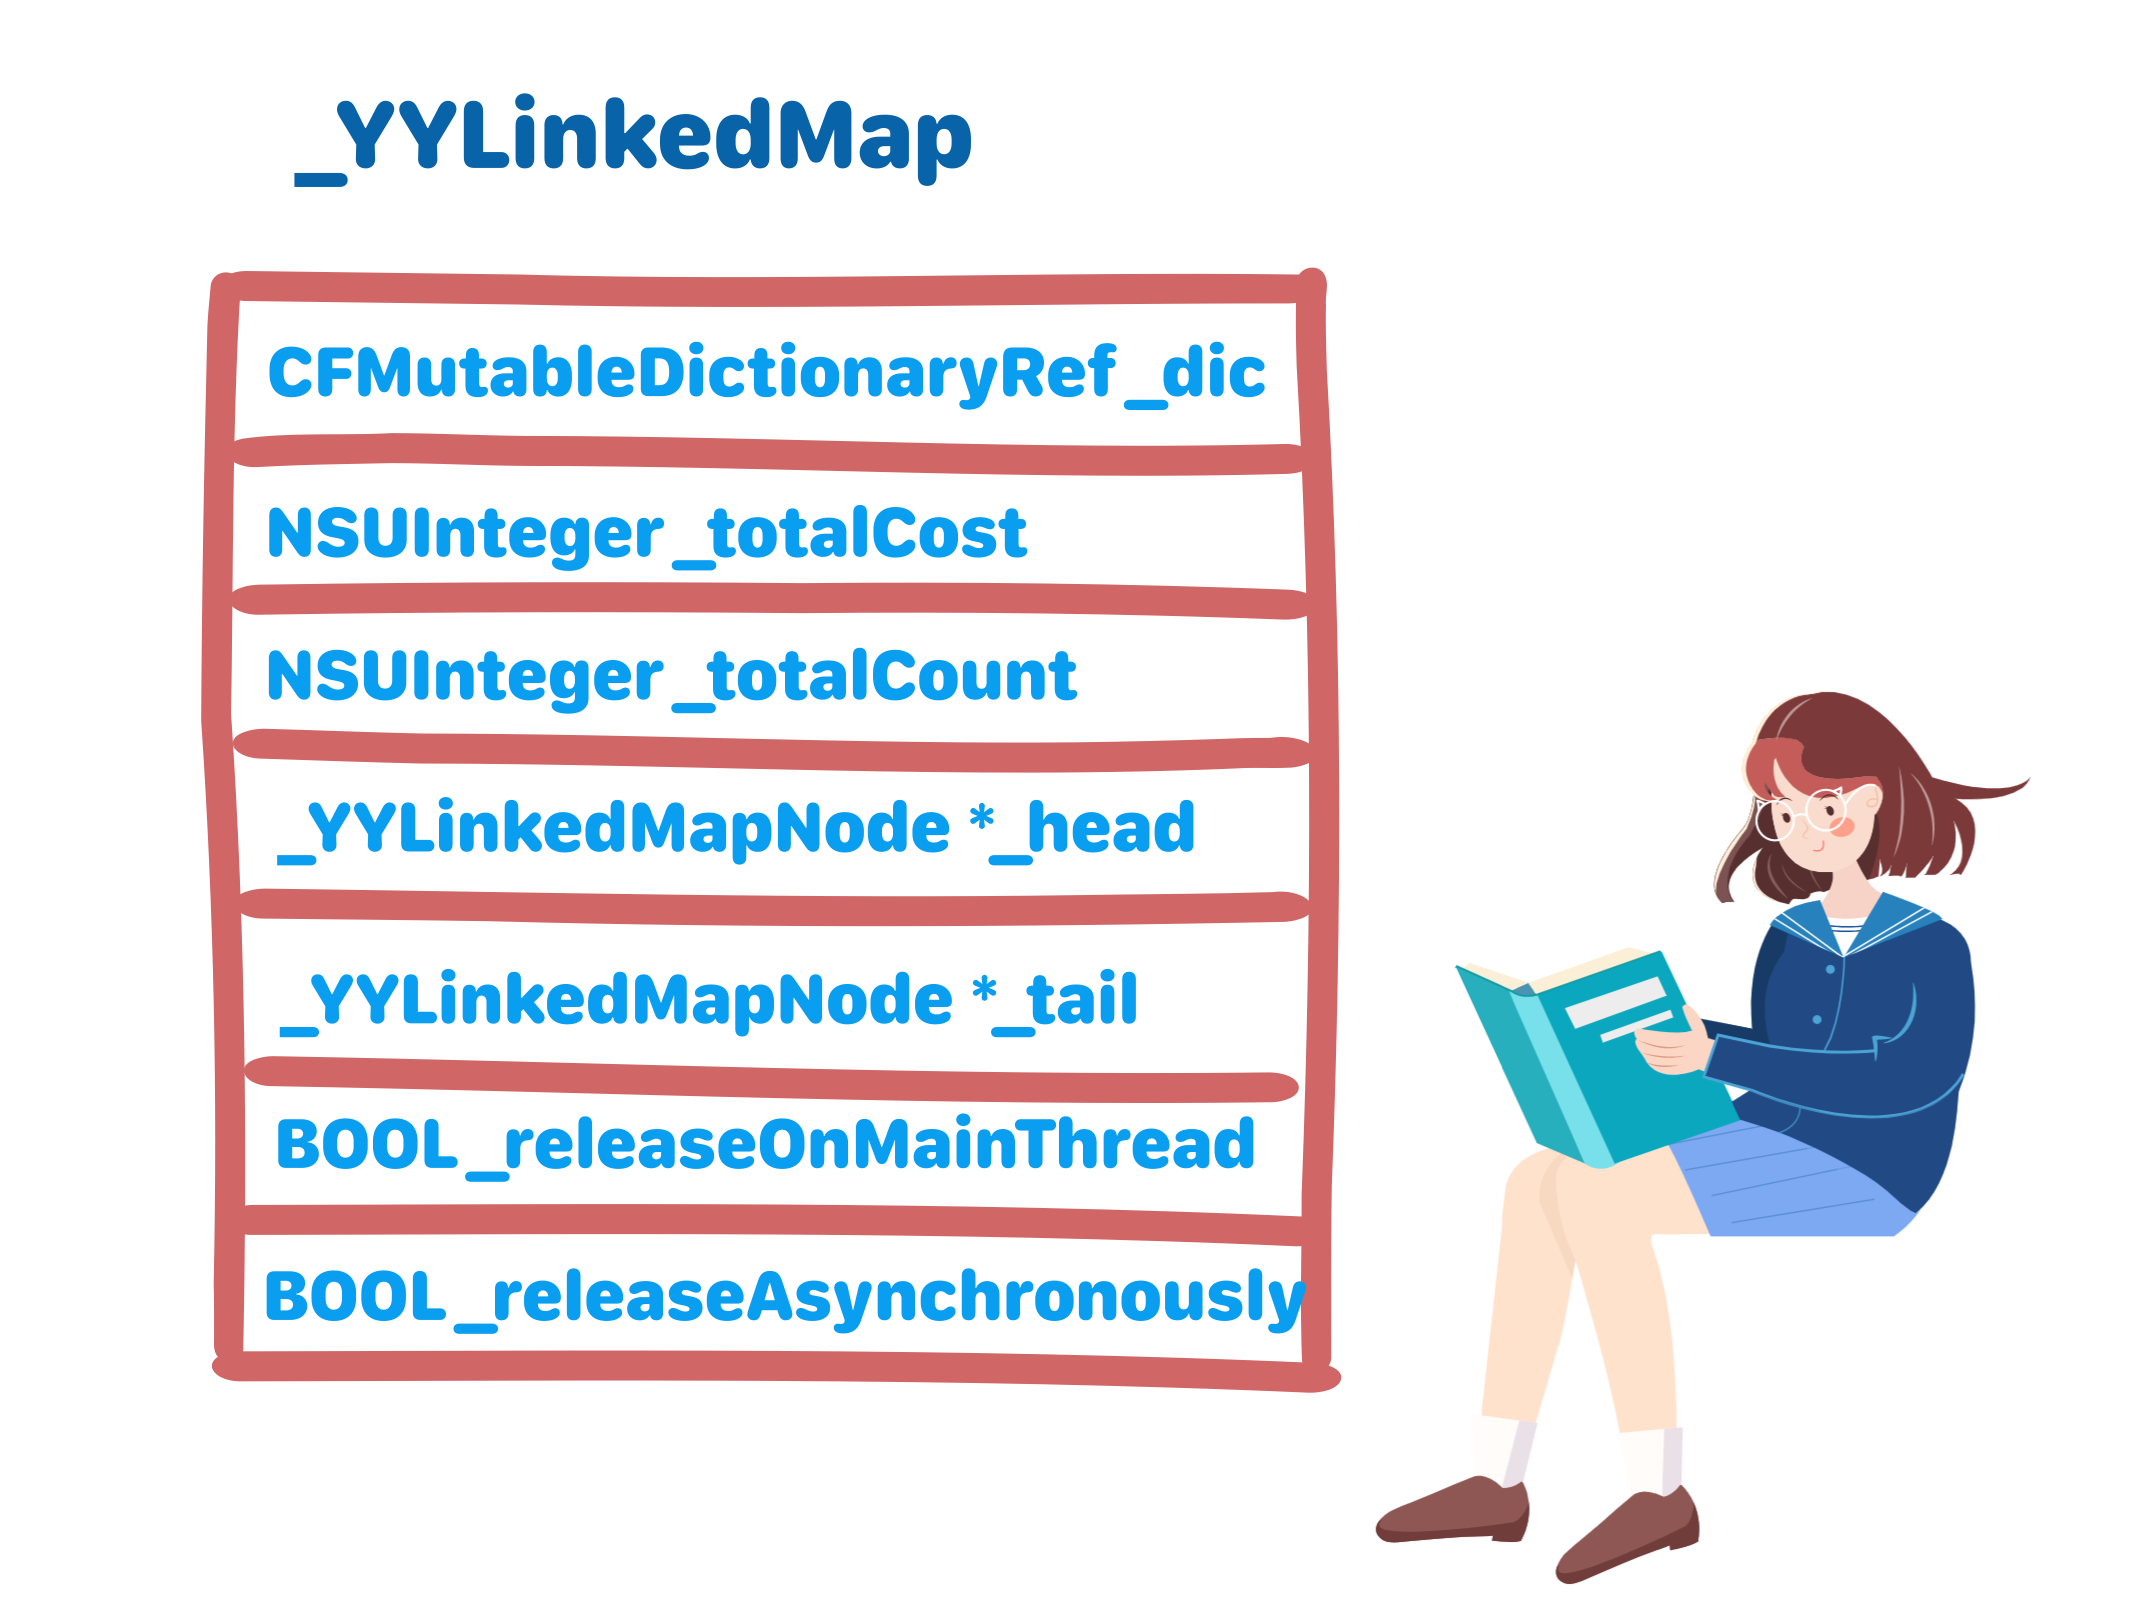 _YYLinkedMap
CFMutableDictionaryRef _dic
NSUInteger _totalCost
NSUInteger _totalCount
_YYLinkedMapNode *_head
_YYLinkedMapNode *_tail
BOOL _releaseOnMainThread
BOOL _releaseAsynchronously